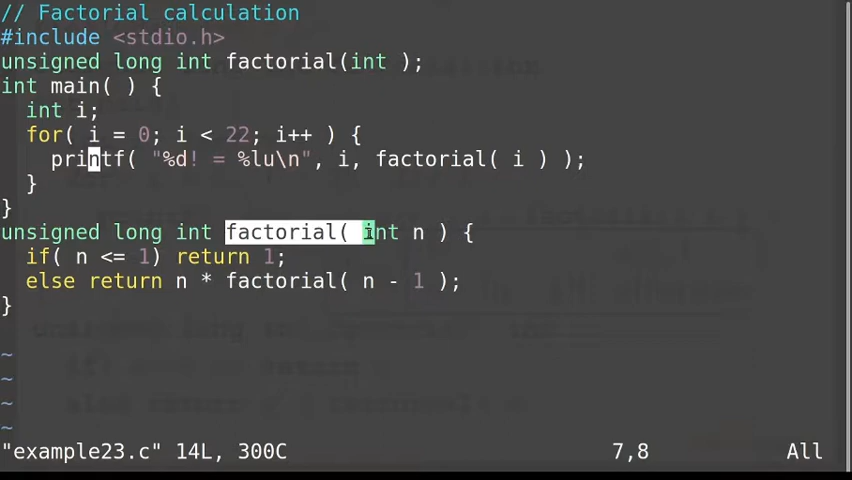 // Factorial calculation
#include <stdio.h>
unsigned long int factorial(int );
int main( ) {
  int i;
  for( i = 0; i < 22; i++ ) {
    printf( "%d! = %lu\n", i, factorial( i ) );
  }
}
unsigned long int factorial( int n ) {
  if( n <= 1) return 1;
  else return n * factorial( n - 1 );
}
~
~
~
~
"example23.c" 14L, 300C 7,8 All